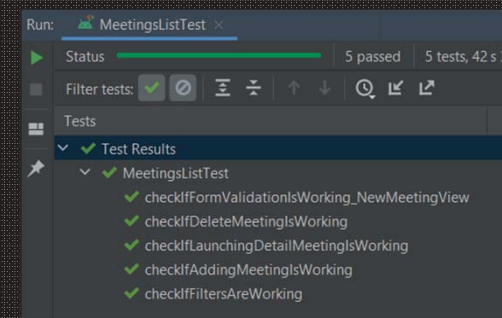 Run: MeetingsListTest
Status 5 passed 5 tests, 42 s
Filter tests:
Tests
Test Results
MeetingsListTest
checkIfFormValidationIsWorking_NewMeetingView
checkIfDeleteMeetingIsWorking
checkIfLaunchingDetailMeetingIsWorking
checkIfAddingMeetingIsWorking
checkIfFiltersAreWorking